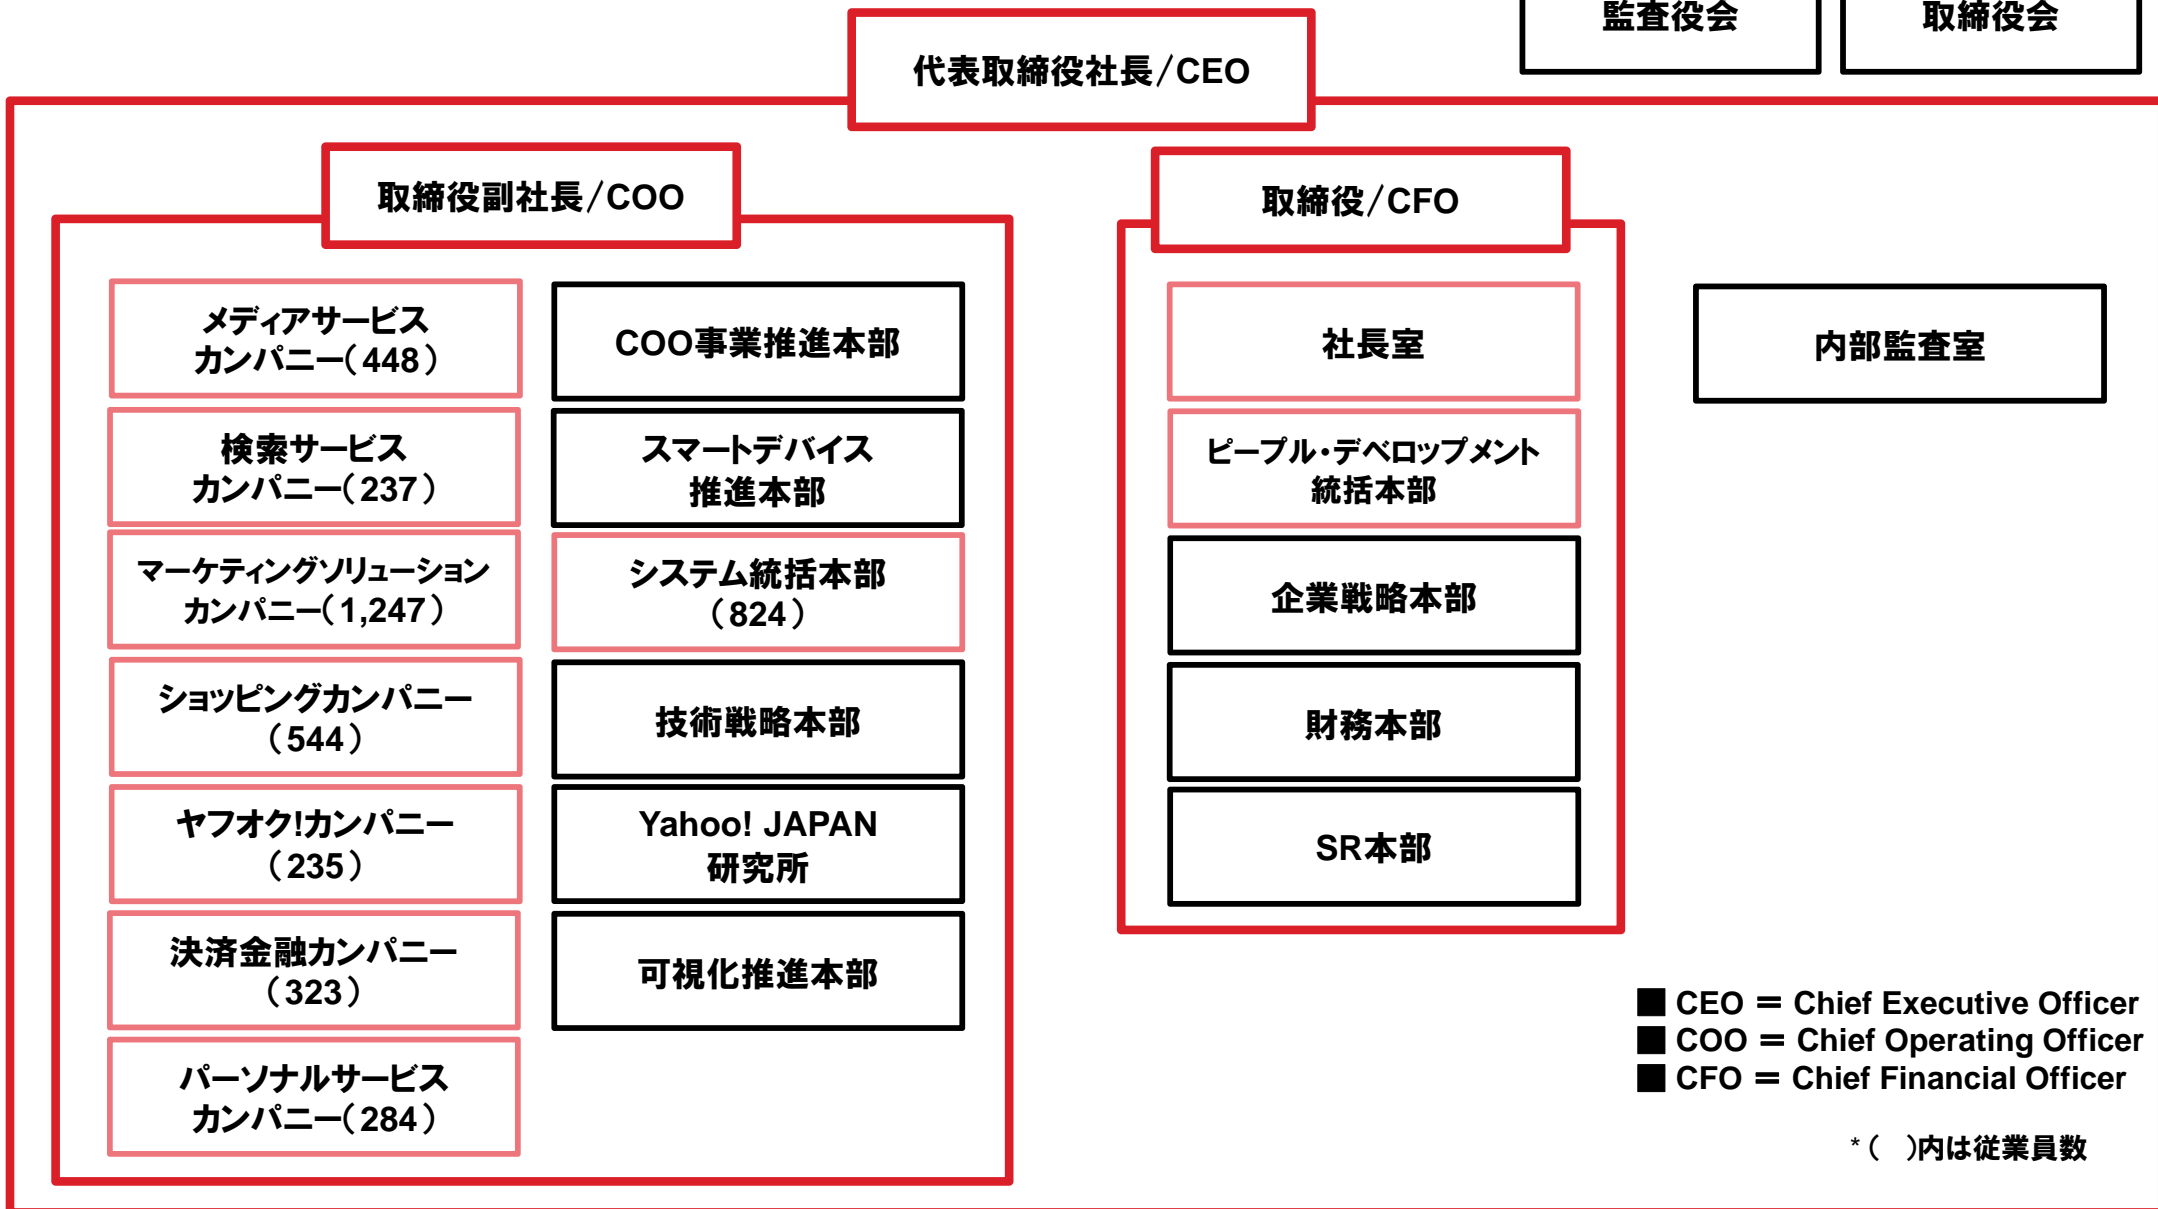 監査役会
取締役会
代表取締役社長/CEO
取締役副社長/COO
取締役/CFO
メディアサービス
カンパニー(448)
COO事業推進本部
社長室
内部監査室
検索サービス
カンパニー(237)
スマートデバイス
推進本部
ピープル・デベロップメント
統括本部
マーケティングソリューション
カンパニー(1,247)
システム統括本部
(824)
企業戦略本部
ショッピングカンパニー
(544)
技術戦略本部
財務本部
ヤフオク!カンパニー
(235)
Yahoo! JAPAN
研究所
SR本部
決済金融カンパニー
(323)
可視化推進本部
パーソナルサービス
カンパニー(284)
■ CEO = Chief Executive Officer
■ COO = Chief Operating Officer
■ CFO = Chief Financial Officer
*( )内は従業員数